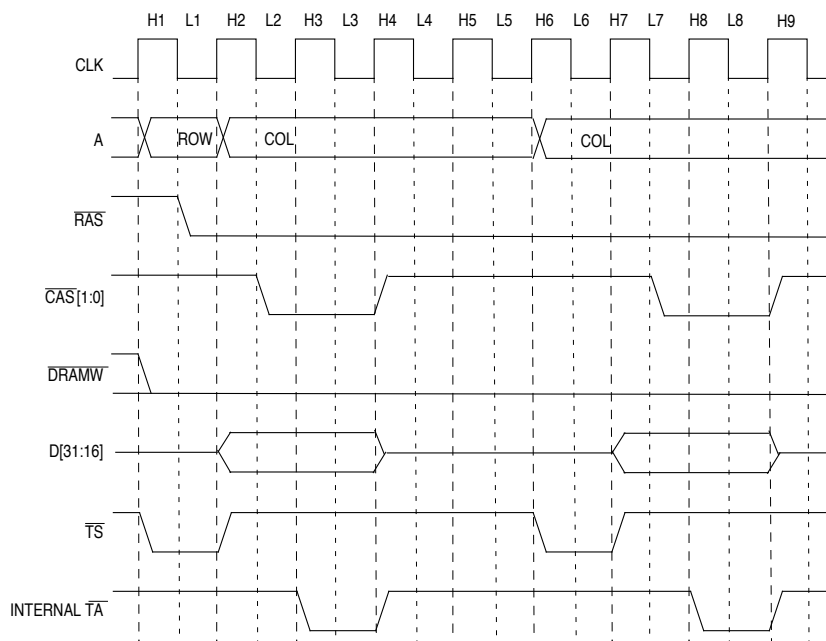 H1 L1 H2 L2 H3 L3 H4 L4 H5 L5 H6 L6 H7 L7 H8 L8 H9
CLK
A ROW COL COL
RAS
CAS[1:0]
DRAMW
D[31:16]
TS
INTERNAL TA